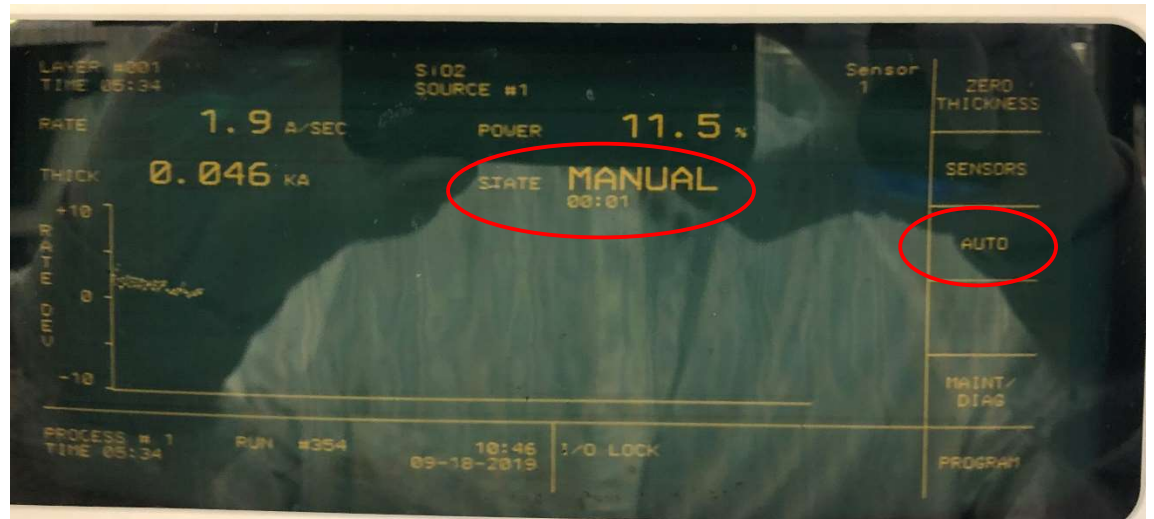 LAYER #001
TIME 05:34
SiO2
SOURCE #1
Sensor
1
RATE 1.9 A/SEC
POWER 11.5 %
THICK 0.046 KA
STATE MANUAL
00:01
+10
RATE DEV
0
-10
ZERO
THICKNESS
SENSORS
AUTO
MAINT/
DIAG
PROGRAM
PROCESS # 1
TIME 05:34
RUN #354
10:46
09-18-2019
I/O LOCK